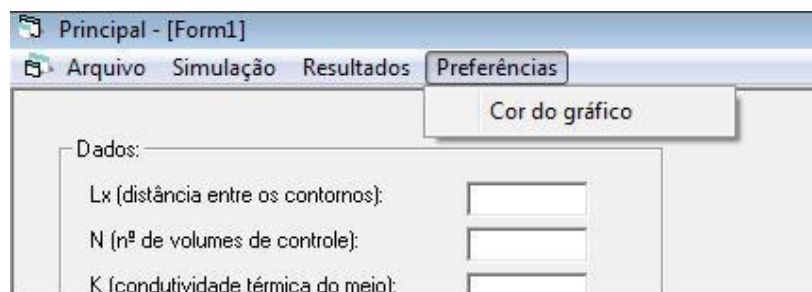 Principal - [Form1]
Arquivo Simulação Resultados Preferências
Cor do gráfico
Dados:
Lx (distância entre os contornos):
N (nº de volumes de controle):
K (condutividade térmica do meio):